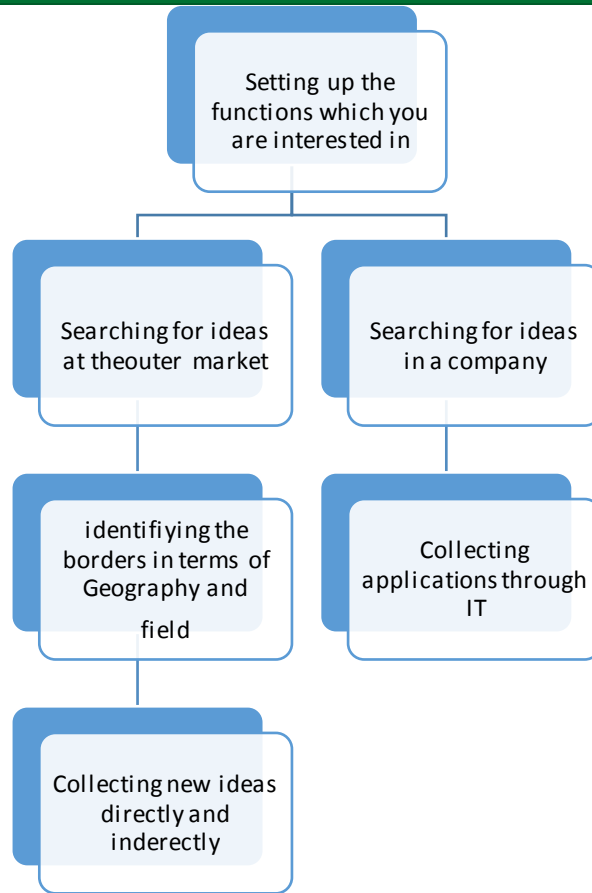 Setting up the
functions which you
are interested in
Searching for ideas
at theouter market
Searching for ideas
in a company
identifiying the
borders in terms of
Geography and
field
Collecting
applications through
IT
Collecting new ideas
directly and
inderectly